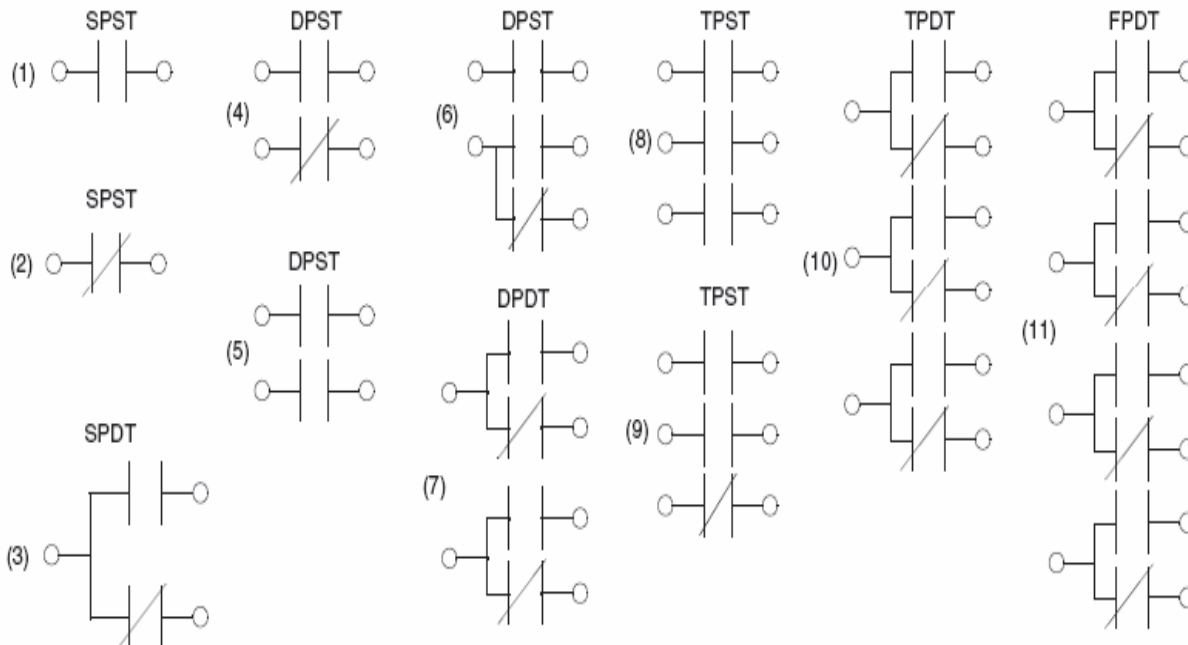 SPST
(1)
SPST
(2)
SPDT
(3)
DPST
(4)
DPST
(5)
DPST
(6)
DPDT
(7)
TPST
(8)
TPST
(9)
TPDT
(10)
FPDT
(11)